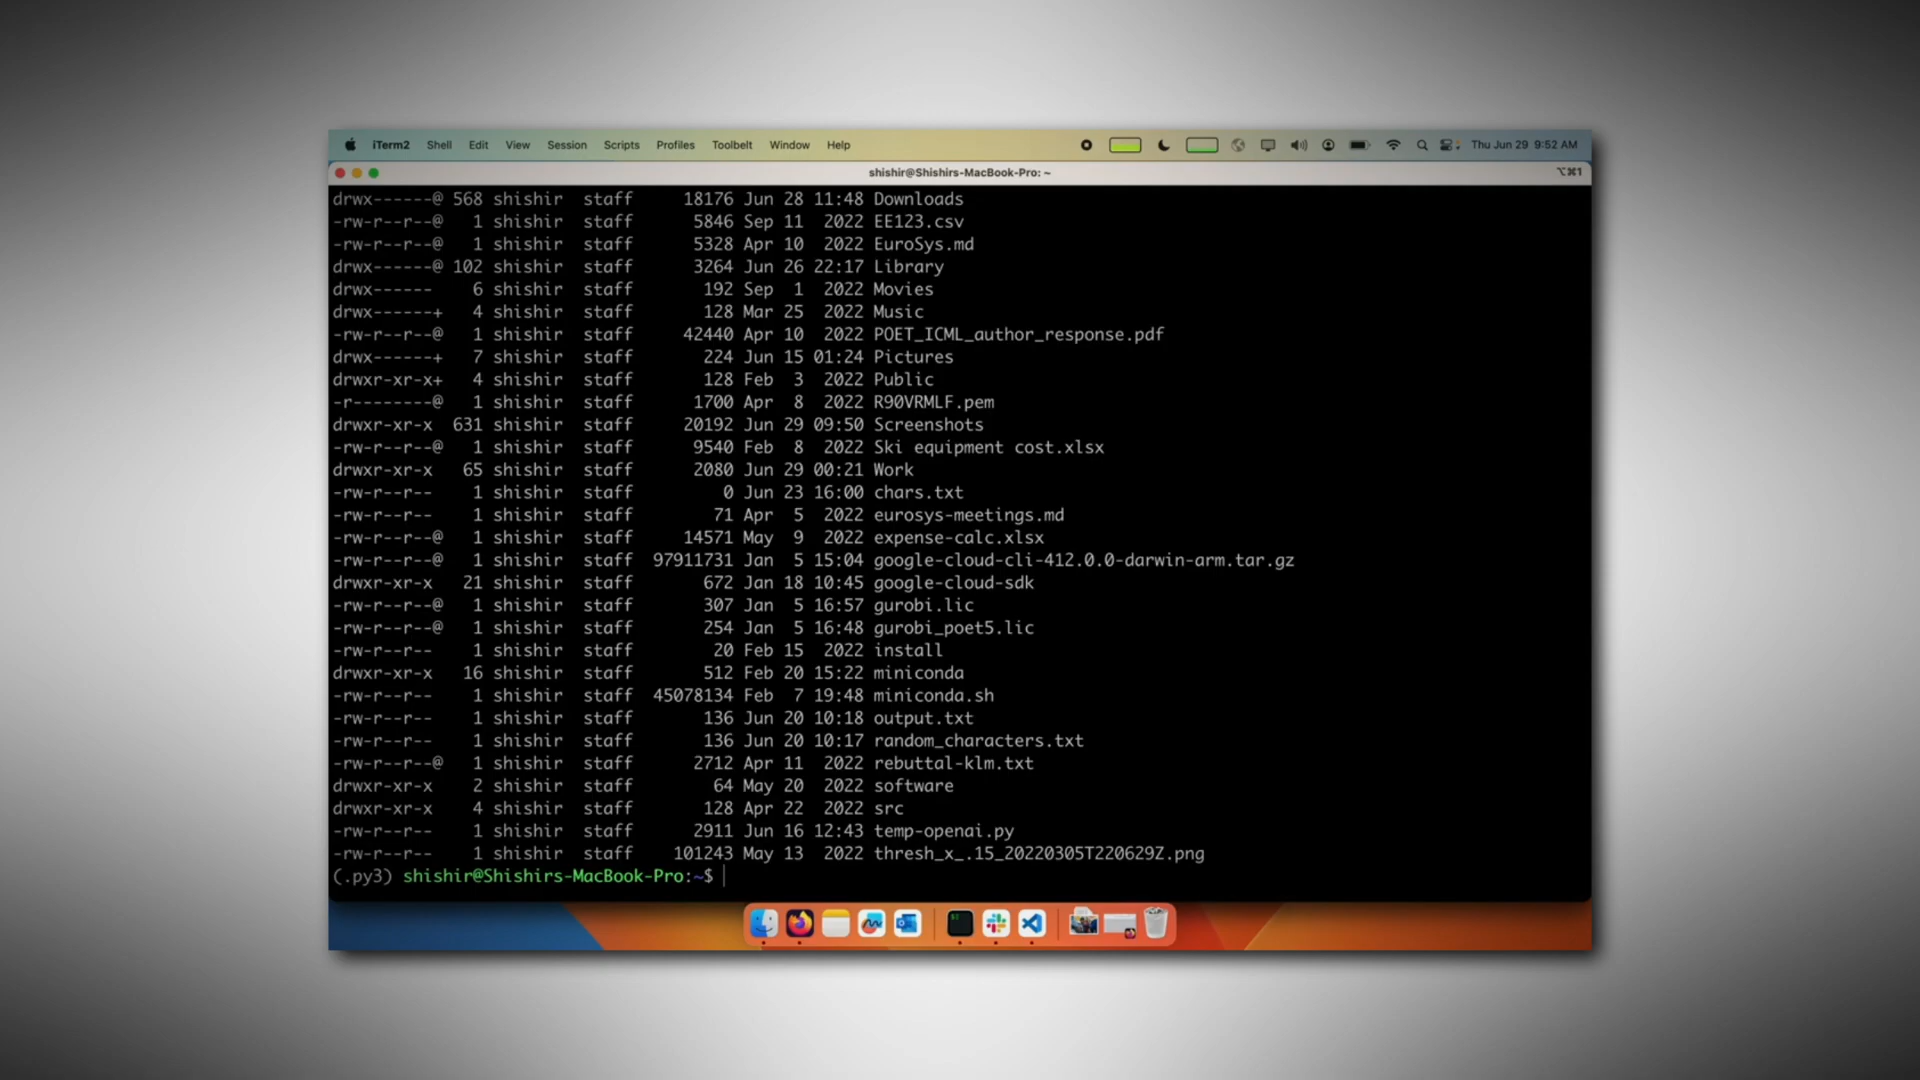 iTerm2 Shell Edit View Session Scripts Profiles Toolbelt Window Help Thu Jun 29 9:52 AM
shishir@Shishirs-MacBook-Pro: ~ ⌥⌘1
drwx------@ 568 shishir staff 18176 Jun 28 11:48 Downloads
-rw-r--r--@ 1 shishir staff 5846 Sep 11 2022 EE123.csv
-rw-r--r--@ 1 shishir staff 5328 Apr 10 2022 EuroSys.md
drwx------@ 102 shishir staff 3264 Jun 26 22:17 Library
drwx------ 6 shishir staff 192 Sep 1 2022 Movies
drwx------+ 4 shishir staff 128 Mar 25 2022 Music
-rw-r--r--@ 1 shishir staff 42440 Apr 10 2022 POET_ICML_author_response.pdf
drwx------+ 7 shishir staff 224 Jun 15 01:24 Pictures
drwxr-xr-x+ 4 shishir staff 128 Feb 3 2022 Public
-r--------@ 1 shishir staff 1700 Apr 8 2022 R90VRMLF.pem
drwxr-xr-x 631 shishir staff 20192 Jun 29 09:50 Screenshots
-rw-r--r--@ 1 shishir staff 9540 Feb 8 2022 Ski equipment cost.xlsx
drwxr-xr-x 65 shishir staff 2080 Jun 29 00:21 Work
-rw-r--r-- 1 shishir staff 0 Jun 23 16:00 chars.txt
-rw-r--r-- 1 shishir staff 71 Apr 5 2022 eurosys-meetings.md
-rw-r--r--@ 1 shishir staff 14571 May 9 2022 expense-calc.xlsx
-rw-r--r--@ 1 shishir staff 97911731 Jan 5 15:04 google-cloud-cli-412.0.0-darwin-arm.tar.gz
drwxr-xr-x 21 shishir staff 672 Jan 18 10:45 google-cloud-sdk
-rw-r--r--@ 1 shishir staff 307 Jan 5 16:57 gurobi.lic
-rw-r--r--@ 1 shishir staff 254 Jan 5 16:48 gurobi_poet5.lic
-rw-r--r-- 1 shishir staff 20 Feb 15 2022 install
drwxr-xr-x 16 shishir staff 512 Feb 20 15:22 miniconda
-rw-r--r-- 1 shishir staff 45078134 Feb 7 19:48 miniconda.sh
-rw-r--r-- 1 shishir staff 136 Jun 20 10:18 output.txt
-rw-r--r-- 1 shishir staff 136 Jun 20 10:17 random_characters.txt
-rw-r--r--@ 1 shishir staff 2712 Apr 11 2022 rebuttal-klm.txt
drwxr-xr-x 2 shishir staff 64 May 20 2022 software
drwxr-xr-x 4 shishir staff 128 Apr 22 2022 src
-rw-r--r-- 1 shishir staff 2911 Jun 16 12:43 temp-openai.py
-rw-r--r-- 1 shishir staff 101243 May 13 2022 thresh_x_.15_20220305T220629Z.png
(.py3) shishir@Shishirs-MacBook-Pro:~$